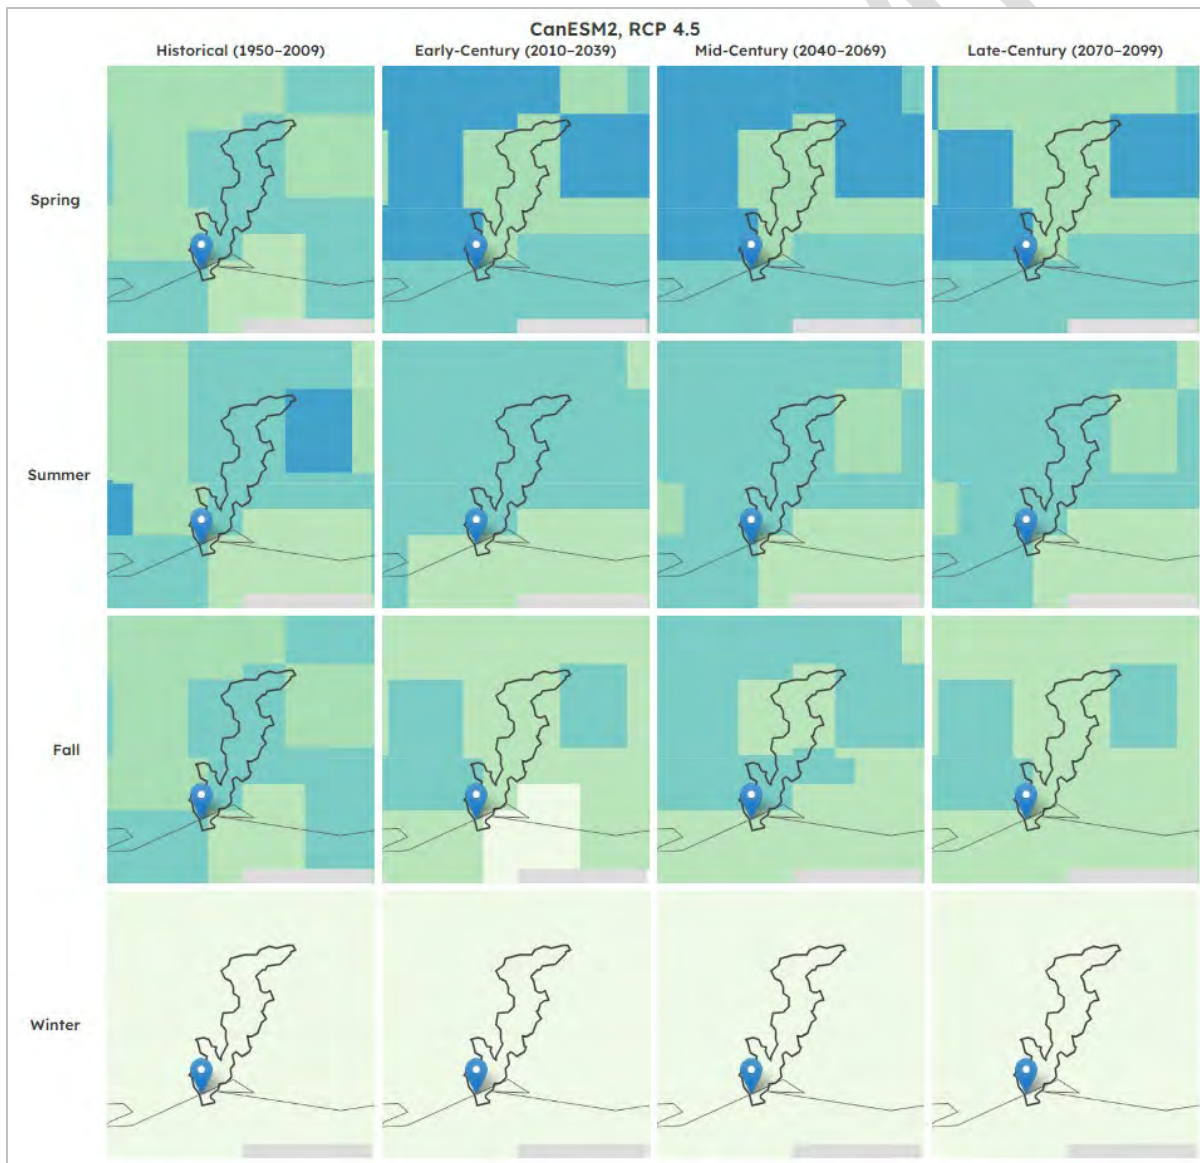 CanESM2, RCP 4.5
Historical (1950–2009)
Early-Century (2010–2039)
Mid-Century (2040–2069)
Late-Century (2070–2099)
Spring
Summer
Fall
Winter